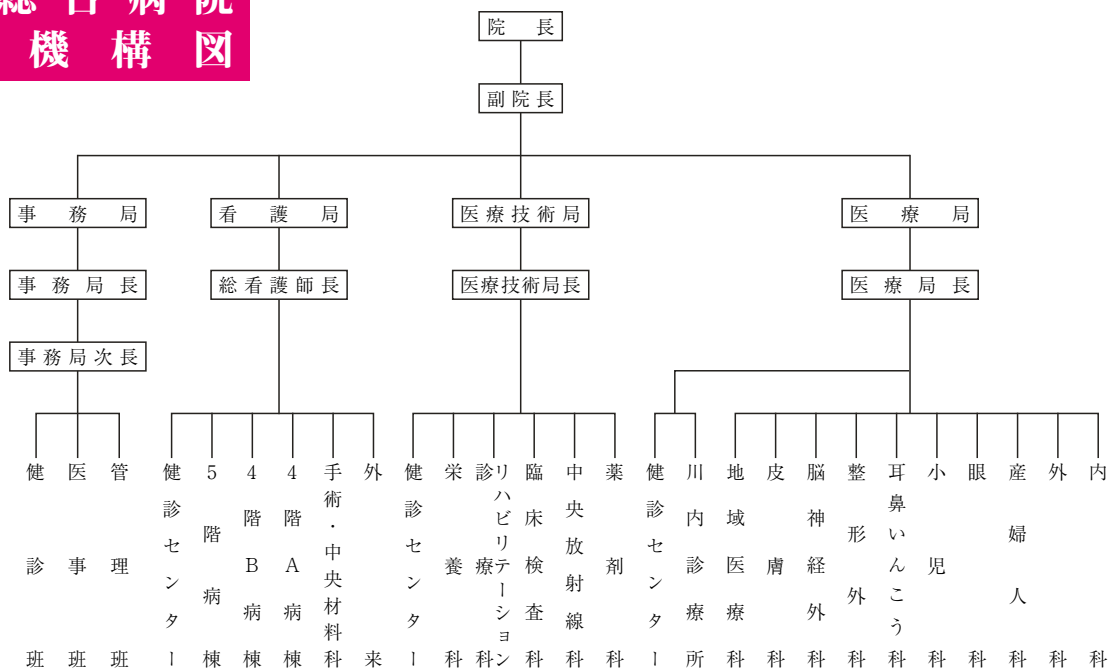 総合病院
機構図
院長
副院長
事務局
看護局
医療技術局
医療局
事務局長
総看護師長
医療技術局長
医療局長
事務局次長
健診班
医事班
管理班
健診センター
5階病棟
4階B病棟
4階A病棟
手術・中央材料科
外来
健診センター
栄養科
リハビリテーション
診療科
臨床検査科
中央放射線科
薬剤科
健診センター
川内診療所
地域医療科
皮膚科
脳神経外科
整形外科
耳鼻いんこう科
小児科
眼科
産婦人科
外科
内科